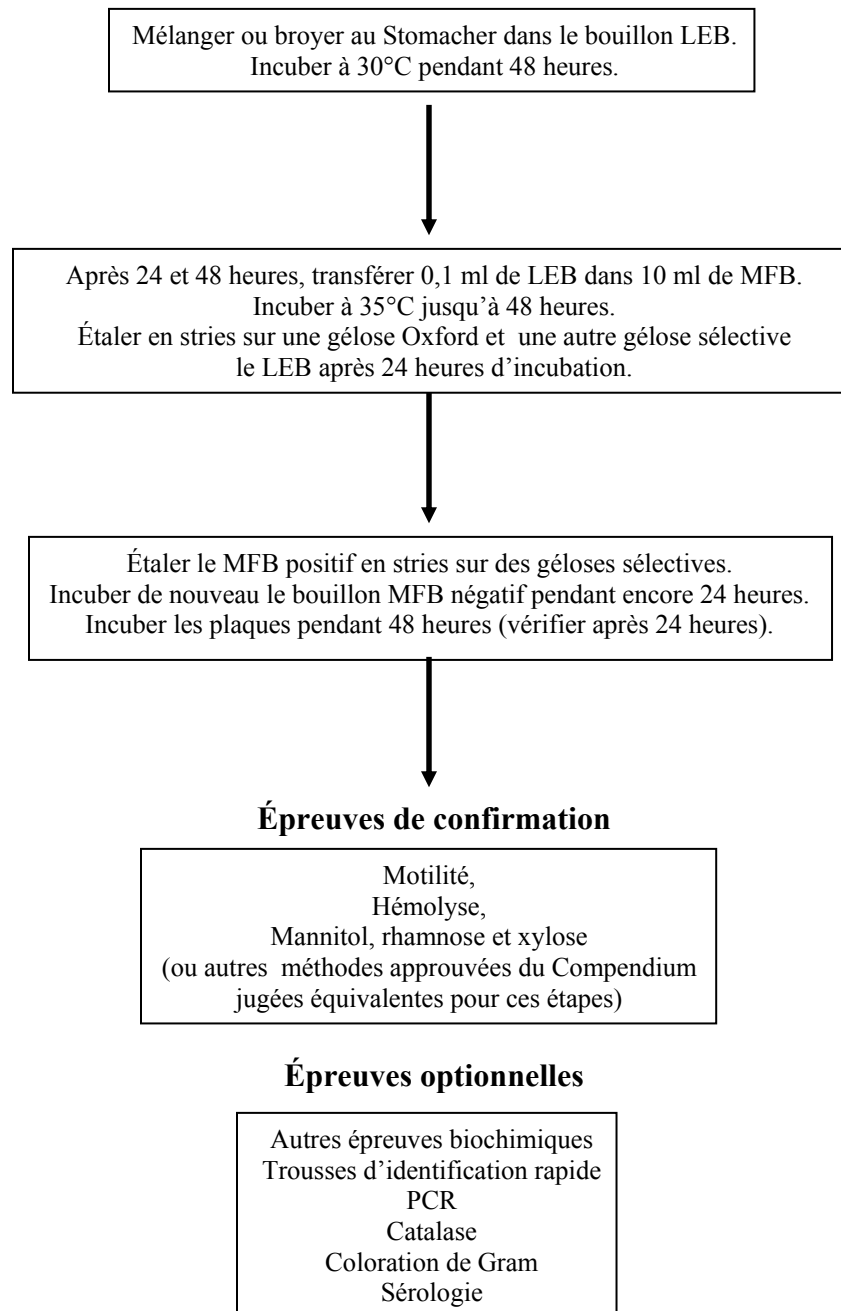 Mélanger ou broyer au Stomacher dans le bouillon LEB.
Incuber à 30°C pendant 48 heures.
Après 24 et 48 heures, transférer 0,1 ml de LEB dans 10 ml de MFB.
Incuber à 35°C jusqu’à 48 heures.
Étaler en stries sur une gélose Oxford et une autre gélose sélective
le LEB après 24 heures d’incubation.
Étaler le MFB positif en stries sur des géloses sélectives.
Incuber de nouveau le bouillon MFB négatif pendant encore 24 heures.
Incuber les plaques pendant 48 heures (vérifier après 24 heures).
Épreuves de confirmation
Motilité,
Hémolyse,
Mannitol, rhamnose et xylose
(ou autres méthodes approuvées du Compendium
jugées équivalentes pour ces étapes)
Épreuves optionnelles
Autres épreuves biochimiques
Trousses d’identification rapide
PCR
Catalase
Coloration de Gram
Sérologie